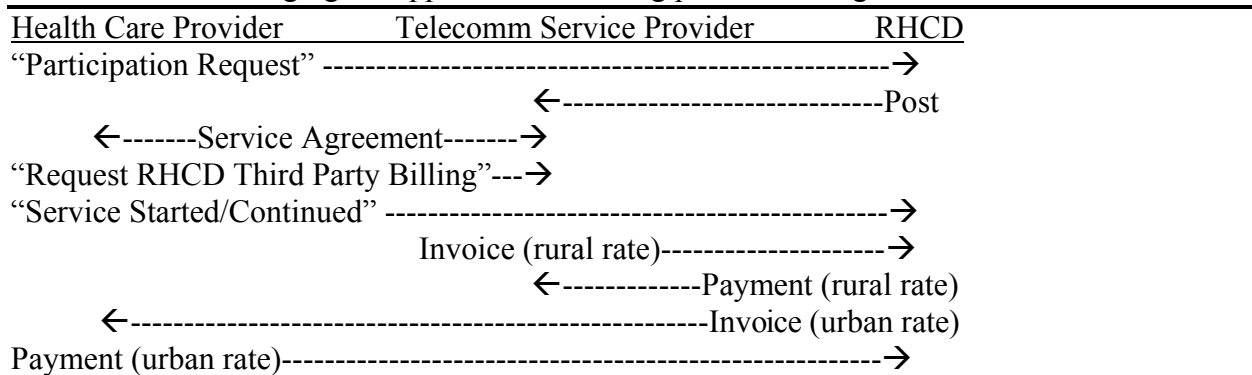 Health Care Provider Telecomm Service Provider RHCD
“Participation Request” ----------------------------------------------------→
←------------------------------Post
←-------Service Agreement-------→
“Request RHCD Third Party Billing”---→
“Service Started/Continued” -----------------------------------------------→
Invoice (rural rate)---------------------→
←-------------Payment (rural rate)
←------------------------------------------------------Invoice (urban rate)
Payment (urban rate)--------------------------------------------------------→